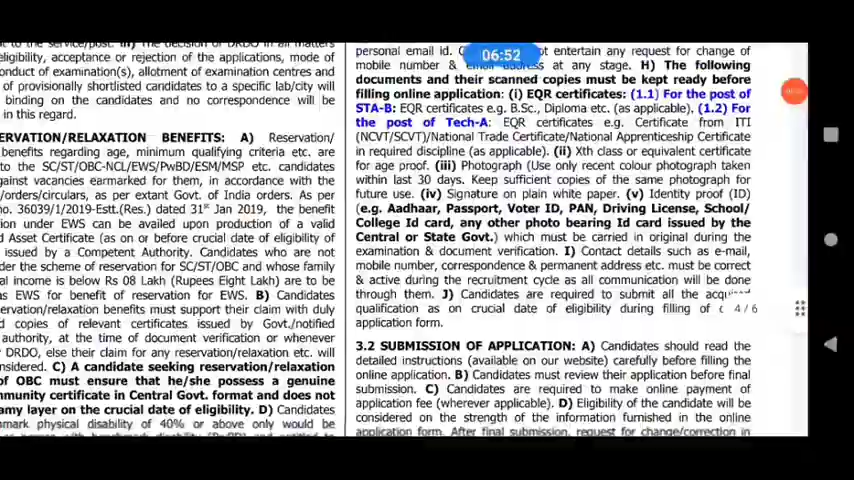 06:52
t to the service/post. iii) The decision of DRDO in all matters
eligibility, acceptance or rejection of the applications, mode of
onduct of examination(s), allotment of examination centres and
of provisionally shortlisted candidates to a specific lab/city will
binding on the candidates and no correspondence will be
in this regard.
ERVATION/RELAXATION BENEFITS: A) Reservation/
benefits regarding age, minimum qualifying criteria etc. are
to the SC/ST/OBC-NCL/EWS/PwBD/ESM/MSP etc. candidates
gainst vacancies earmarked for them, in accordance with the
/orders/circulars, as per extant Govt. of India orders. As per
no. 36039/1/2019-Estt.(Res.) dated 31st Jan 2019, the benefit
ion under EWS can be availed upon production of a valid
d Asset Certificate (as on or before crucial date of eligibility of
issued by a Competent Authority. Candidates who are not
der the scheme of reservation for SC/ST/OBC and whose family
al income is below Rs 08 Lakh (Rupees Eight Lakh) are to be
as EWS for benefit of reservation for EWS. B) Candidates
ervation/relaxation benefits must support their claim with duly
d copies of relevant certificates issued by Govt./notified
authority, at the time of document verification or whenever
DRDO, else their claim for any reservation/relaxation etc. will
nsidered. C) A candidate seeking reservation/relaxation
of OBC must ensure that he/she possess a genuine
mmunity certificate in Central Govt. format and does not
amy layer on the crucial date of eligibility. D) Candidates
mark physical disability of 40% or above only would be
personal email id. ot entertain any request for change of
mobile number & email address at any stage. H) The following
documents and their scanned copies must be kept ready before
filling online application: (i) EQR certificates: (1.1) For the post of
STA-B: EQR certificates e.g. B.Sc., Diploma etc. (as applicable). (1.2) For
the post of Tech-A: EQR certificates e.g. Certificate from ITI
(NCVT/SCVT)/National Trade Certificate/National Apprenticeship Certificate
in required discipline (as applicable). (ii) Xth class or equivalent certificate
for age proof. (iii) Photograph (Use only recent colour photograph taken
within last 30 days. Keep sufficient copies of the same photograph for
future use. (iv) Signature on plain white paper. (v) Identity proof (ID)
(e.g. Aadhaar, Passport, Voter ID, PAN, Driving License, School/
College Id card, any other photo bearing Id card issued by the
Central or State Govt.) which must be carried in original during the
examination & document verification. I) Contact details such as e-mail,
mobile number, correspondence & permanent address etc. must be correct
& active during the recruitment cycle as all communication will be done
through them. J) Candidates are required to submit all the acquired
qualification as on crucial date of eligibility during filling of
application form.
4/6
3.2 SUBMISSION OF APPLICATION: A) Candidates should read the
detailed instructions (available on our website) carefully before filling the
online application. B) Candidates must review their application before final
submission. C) Candidates are required to make online payment of
application fee (wherever applicable). D) Eligibility of the candidate will be
considered on the strength of the information furnished in the online
application form. After final submission, request for change/correction in